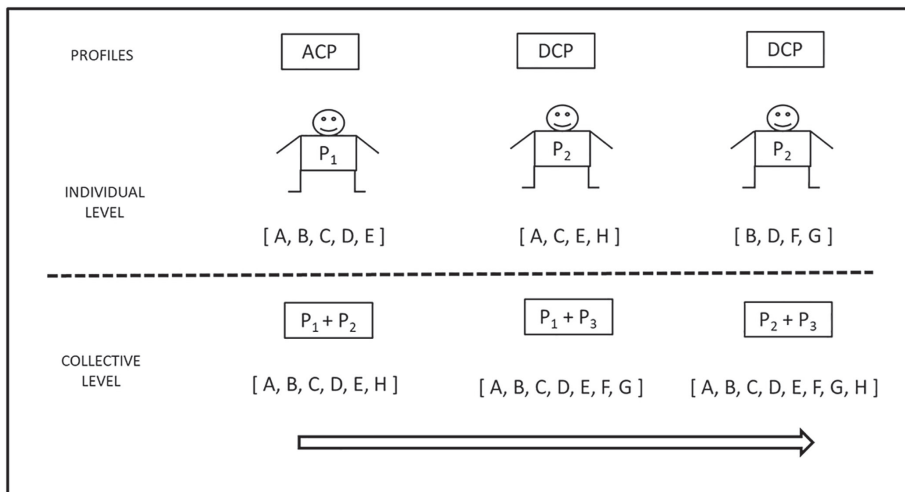 PROFILES
ACP
DCP
DCP
P₁
P₂
P₂
INDIVIDUAL
LEVEL
[ A, B, C, D, E ]
[ A, C, E, H ]
[ B, D, F, G ]
P₁ + P₂
P₁ + P₃
P₂ + P₃
COLLECTIVE
LEVEL
[ A, B, C, D, E, H ]
[ A, B, C, D, E, F, G ]
[ A, B, C, D, E, F, G, H ]